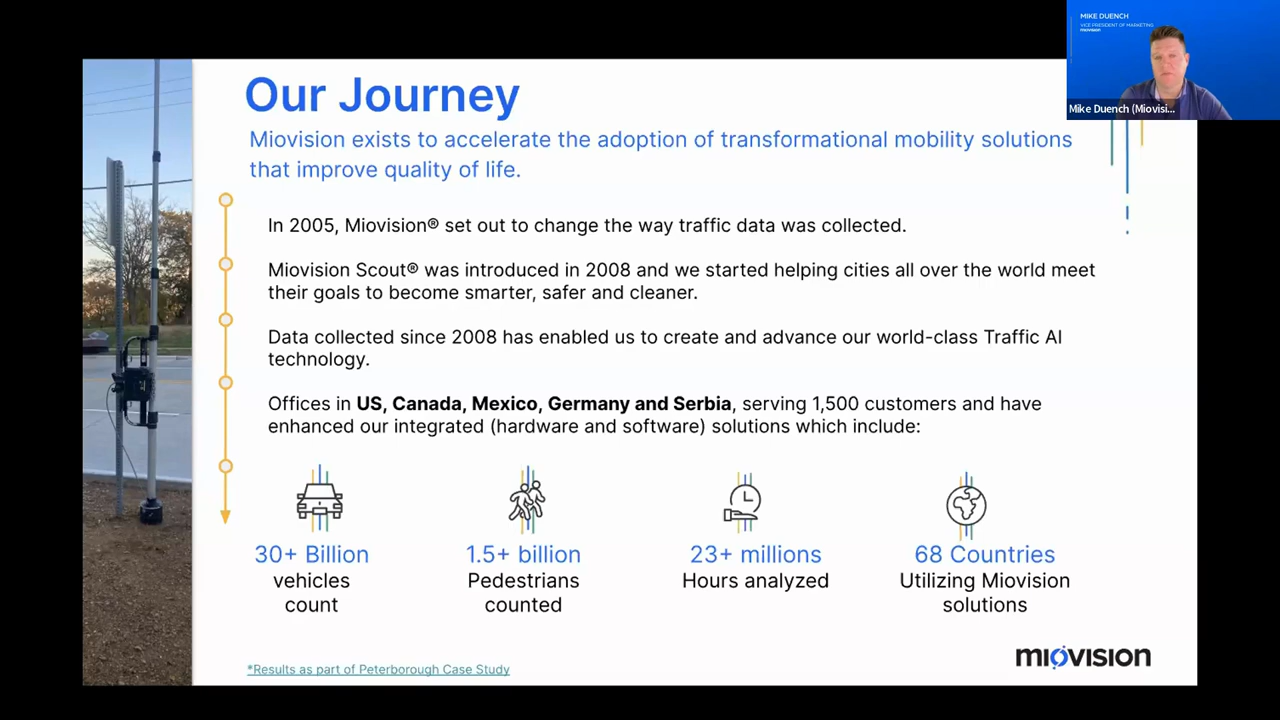 MIKE DUENCH
VICE PRESIDENT OF MARKETING
miovision
Mike Duench (Miovisi...
Our Journey
Miovision exists to accelerate the adoption of transformational mobility solutions
that improve quality of life.
In 2005, Miovision® set out to change the way traffic data was collected.
Miovision Scout® was introduced in 2008 and we started helping cities all over the world meet
their goals to become smarter, safer and cleaner.
Data collected since 2008 has enabled us to create and advance our world-class Traffic AI
technology.
Offices in US, Canada, Mexico, Germany and Serbia, serving 1,500 customers and have
enhanced our integrated (hardware and software) solutions which include:
30+ Billion
vehicles
count
1.5+ billion
Pedestrians
counted
23+ millions
Hours analyzed
68 Countries
Utilizing Miovision
solutions
*Results as part of Peterborough Case Study
miovision